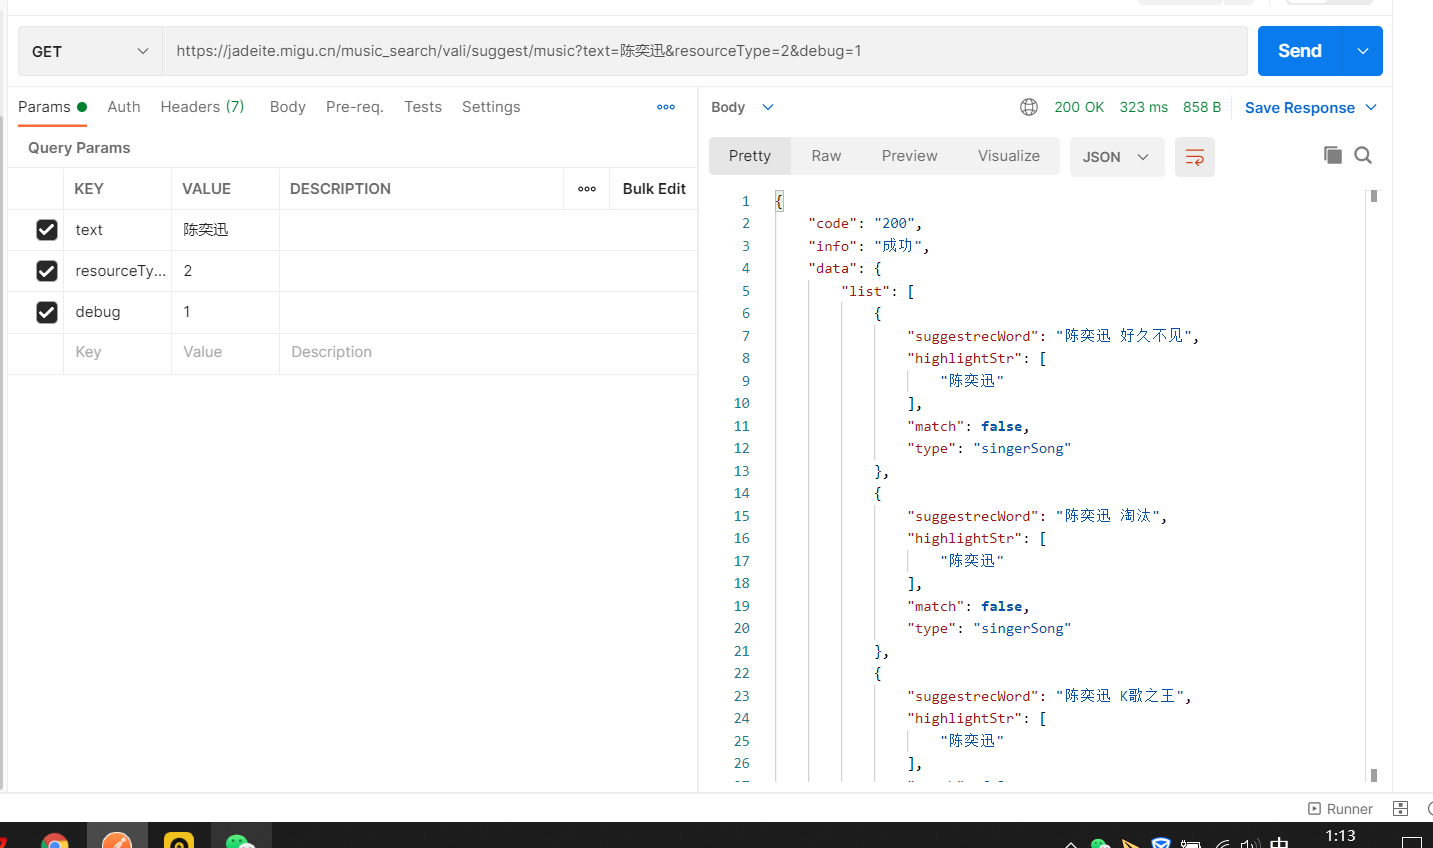 GET
https://jadeite.migu.cn/music_search/vali/suggest/music?text=陈奕迅&resourceType=2&debug=1
Send
Params
Auth
Headers (7)
Body
Pre-req.
Tests
Settings
Query Params
KEY VALUE DESCRIPTION Bulk Edit
text 陈奕迅
resourceTy... 2
debug 1
Key Value Description
Body
200 OK 323 ms 858 B
Save Response
Pretty Raw Preview Visualize
JSON
1 {
2 "code": "200",
3 "info": "成功",
4 "data": {
5 "list": [
6 {
7 "suggestrecWord": "陈奕迅 好久不见",
8 "highlightStr": [
9 "陈奕迅"
10 ],
11 "match": false,
12 "type": "singerSong"
13 },
14 {
15 "suggestrecWord": "陈奕迅 淘汰",
16 "highlightStr": [
17 "陈奕迅"
18 ],
19 "match": false,
20 "type": "singerSong"
21 },
22 {
23 "suggestrecWord": "陈奕迅 K歌之王",
24 "highlightStr": [
25 "陈奕迅"
26 ],
Runner
中
1:13